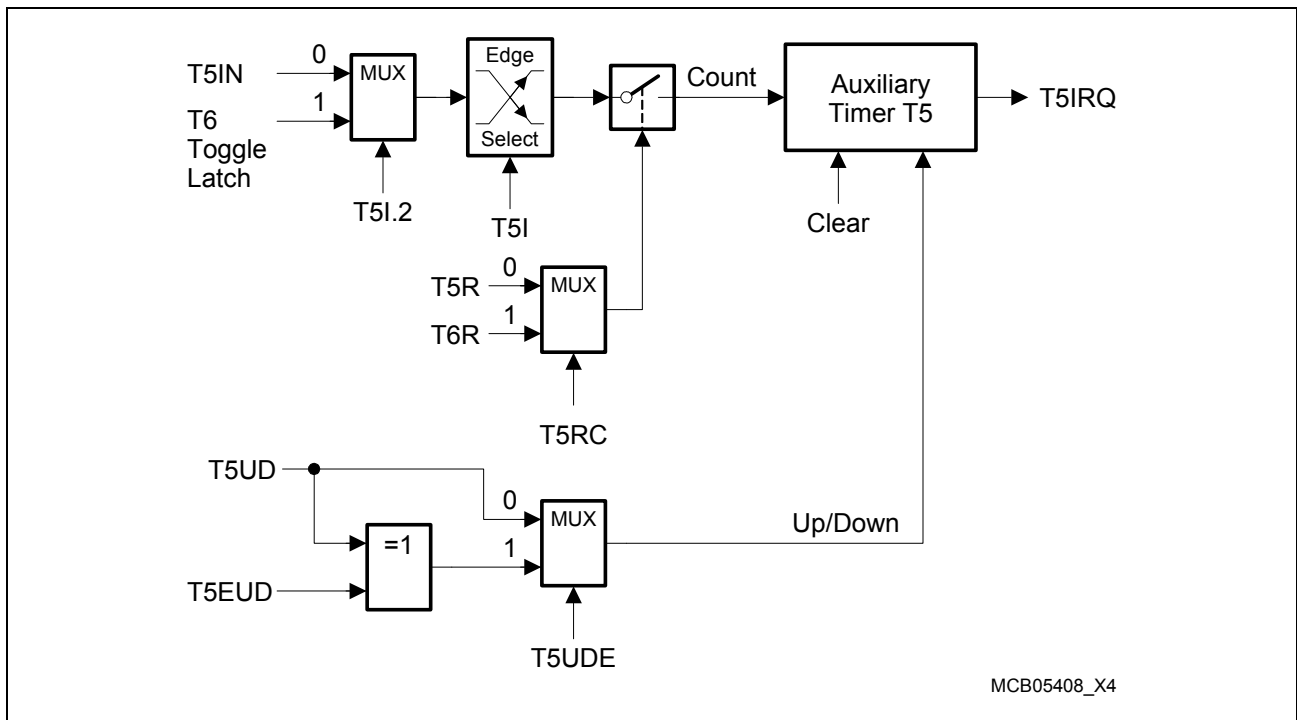 0
T5IN
MUX
1
T6
Toggle
Latch
T5I.2
Edge
Select
T5I
Count
Auxiliary
Timer T5
T5IRQ
Clear
0
T5R
MUX
1
T6R
T5RC
T5UD
0
MUX
Up/Down
=1
1
T5EUD
T5UDE
MCB05408_X4